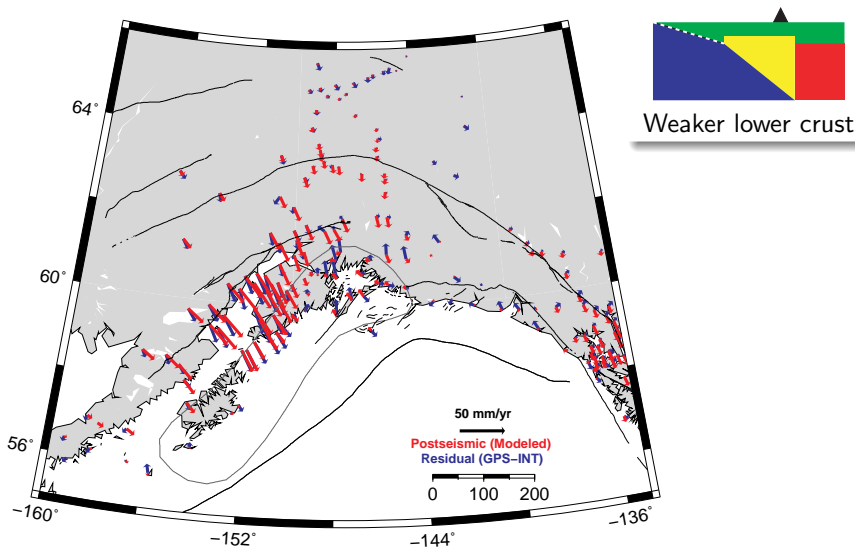 Weaker lower crust
64°
60°
56°
−160°
−152°
−144°
−136°
50 mm/yr
Postseismic (Modeled)
Residual (GPS−INT)
0 100 200